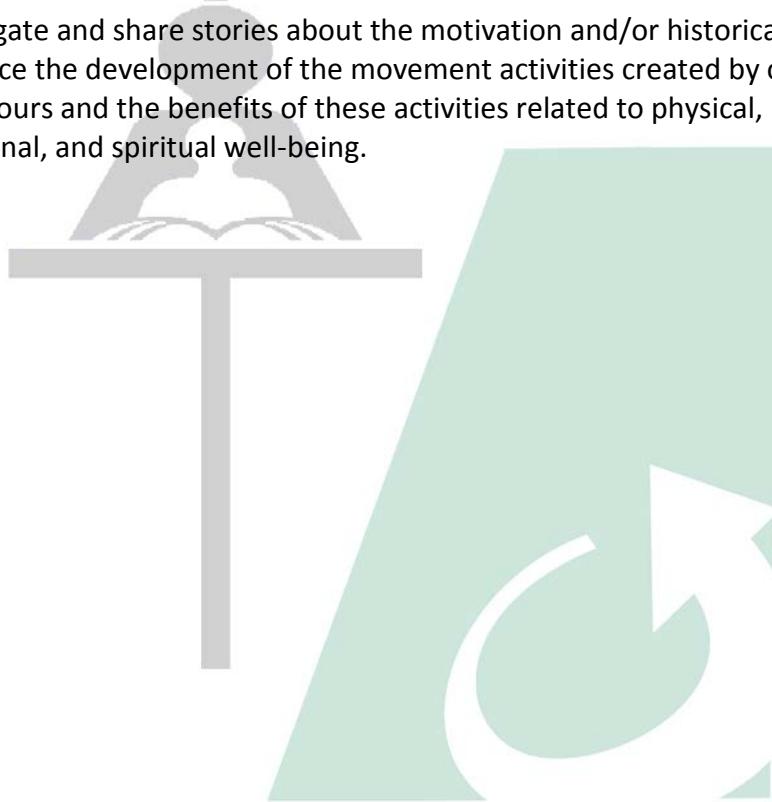 gate and share stories about the motivation and/or historica
ce the development of the movement activities created by
ours and the benefits of these activities related to physical,
nal, and spiritual well-being.